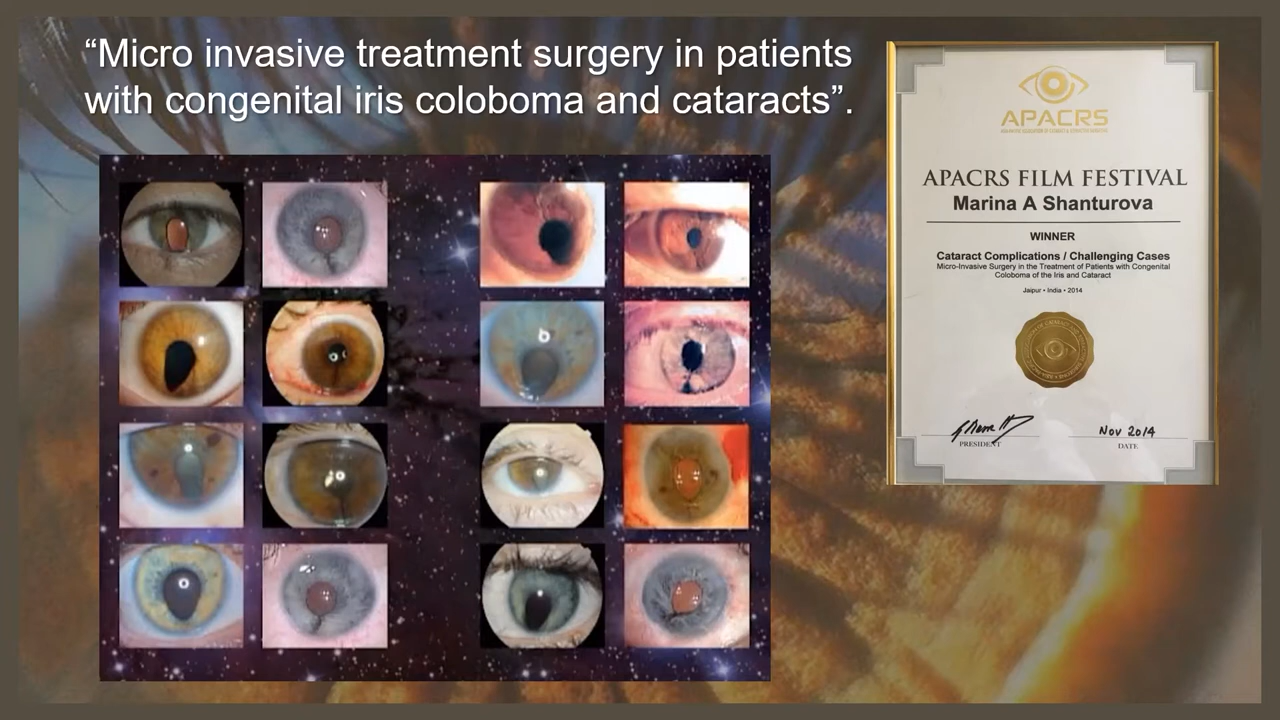 “Micro invasive treatment surgery in patients
with congenital iris coloboma and cataracts”.
APACRS
APACRS FILM FESTIVAL
Marina A Shanturova
WINNER
Cataract Complications / Challenging Cases
Micro-Invasive Surgery in the Treatment of Patients with Congenital
Coloboma of the Iris and Cataract
Jaipur • India • 2014
Nov 2014
PRESIDENT
DATE